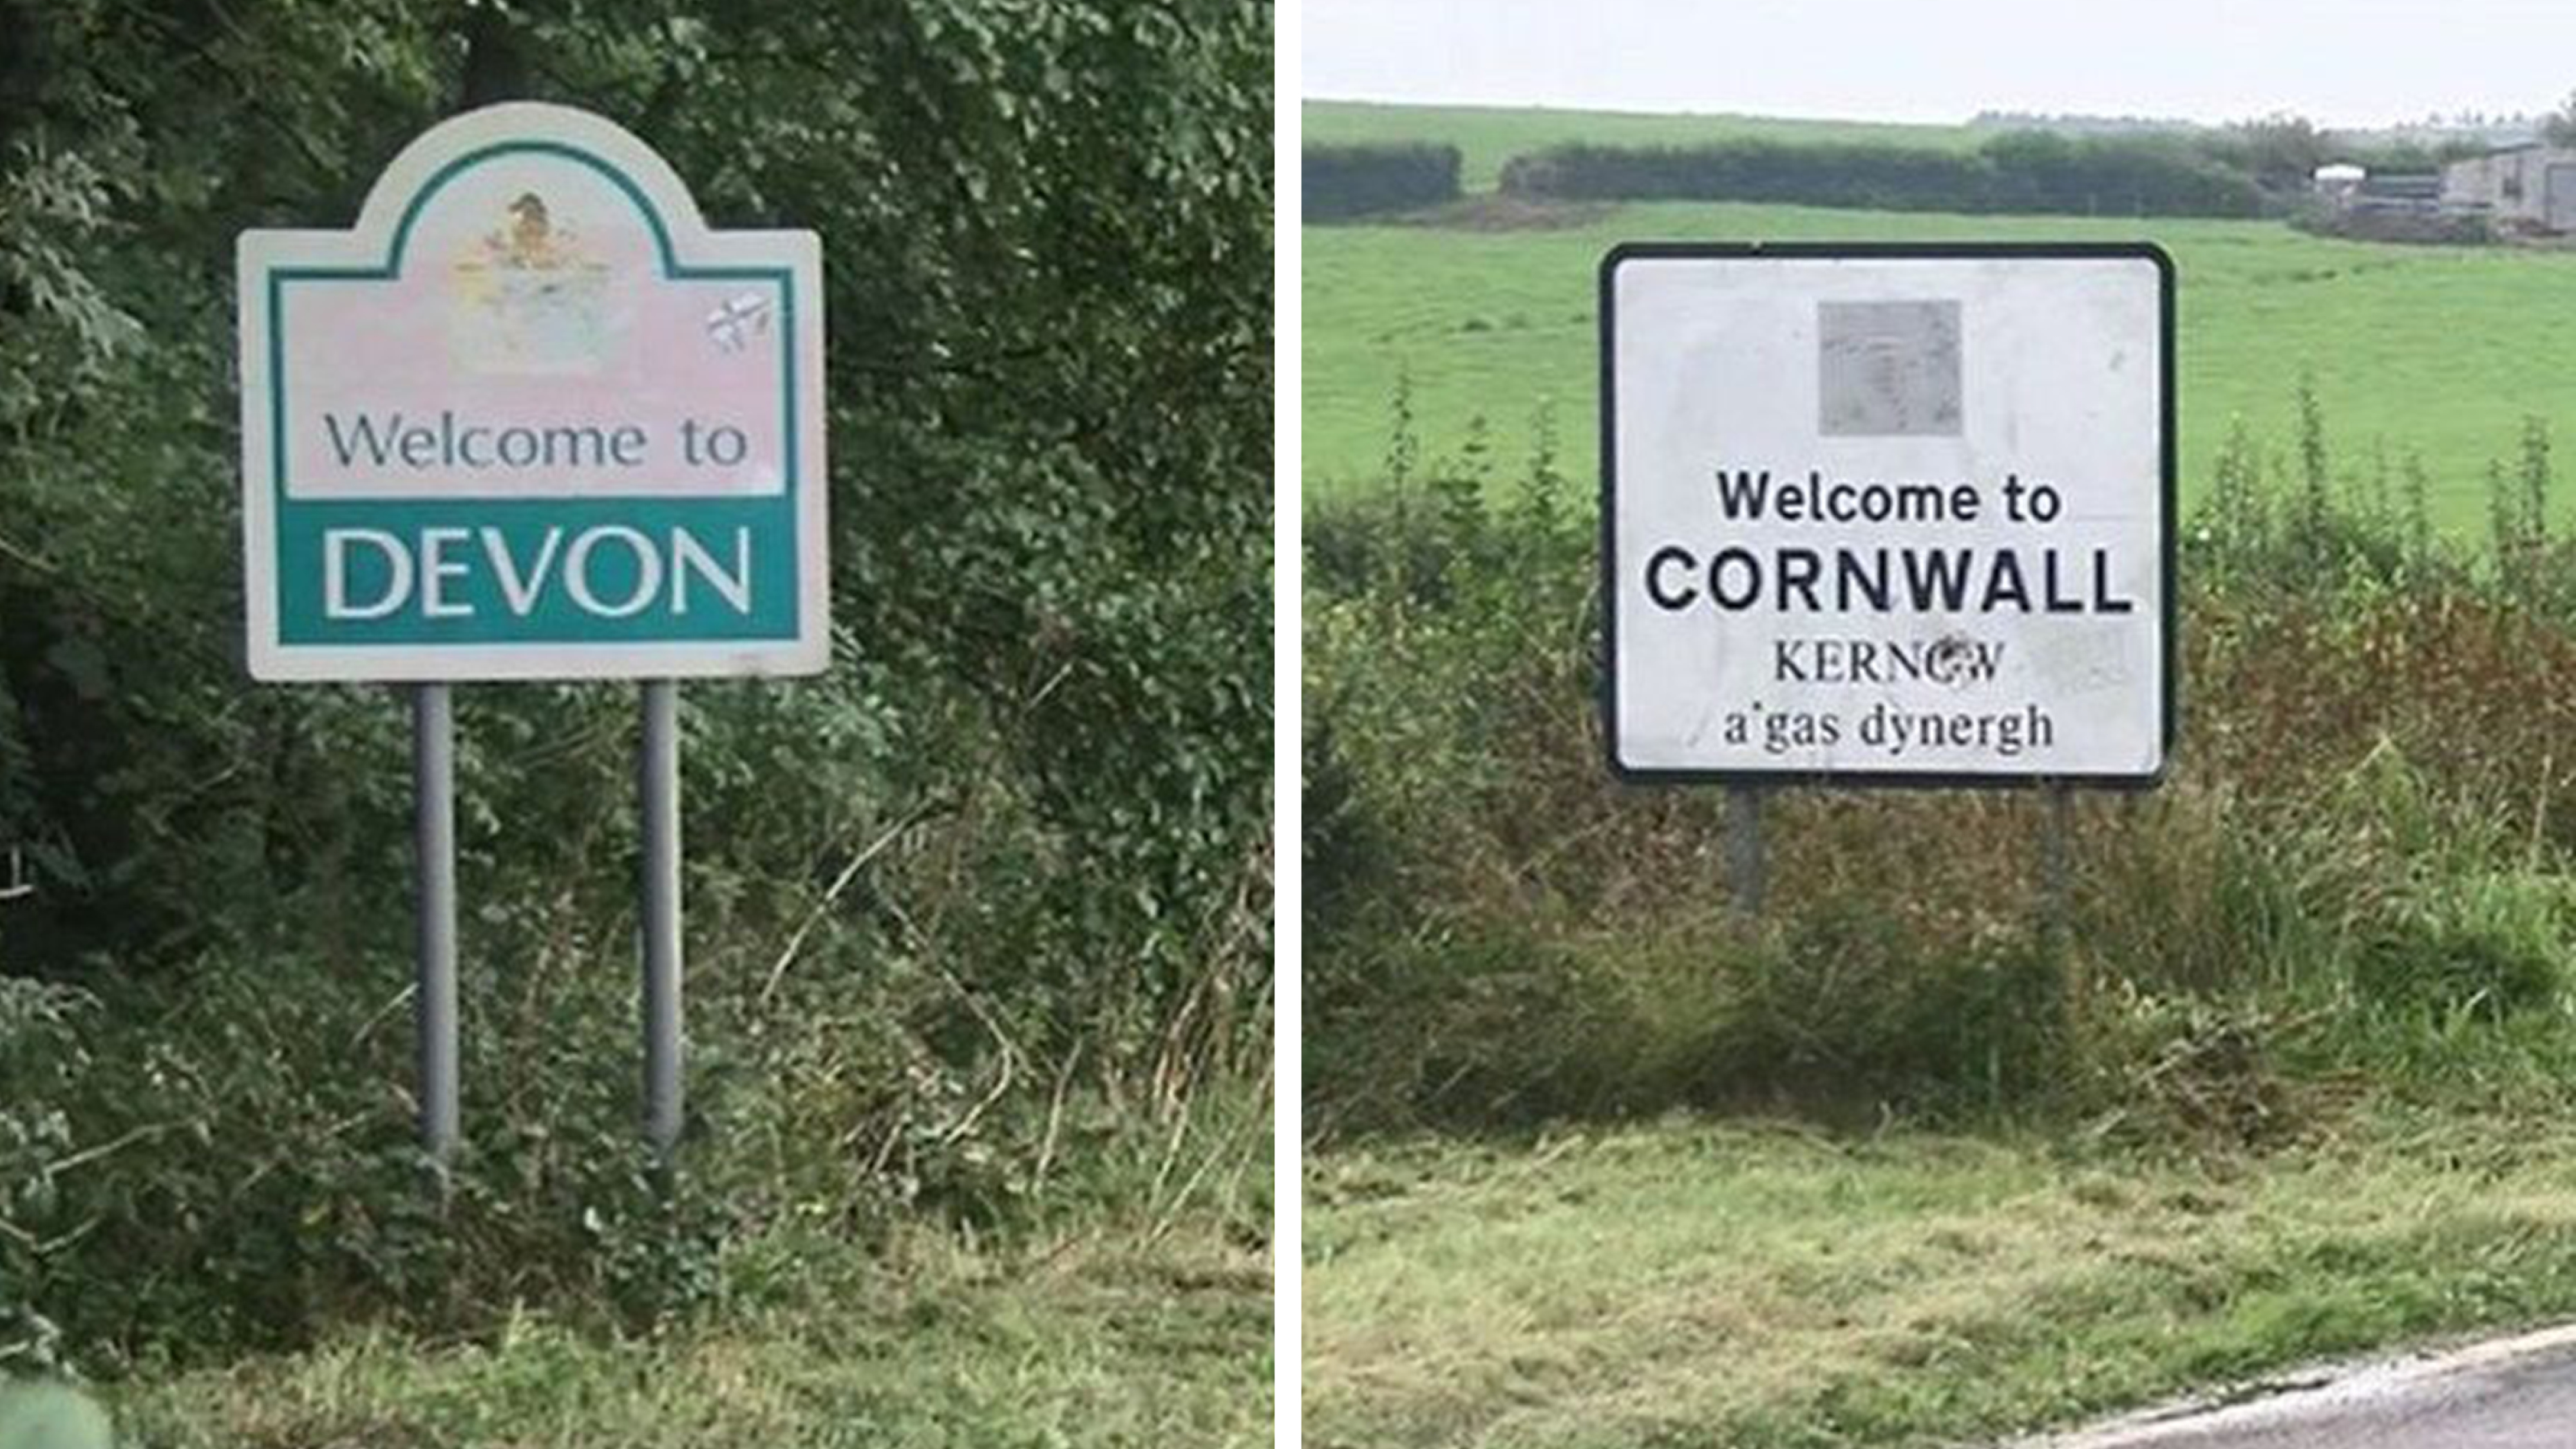 Welcome to
DEVON
Welcome to
CORNWALL
KERNOW
a'gas dynergh